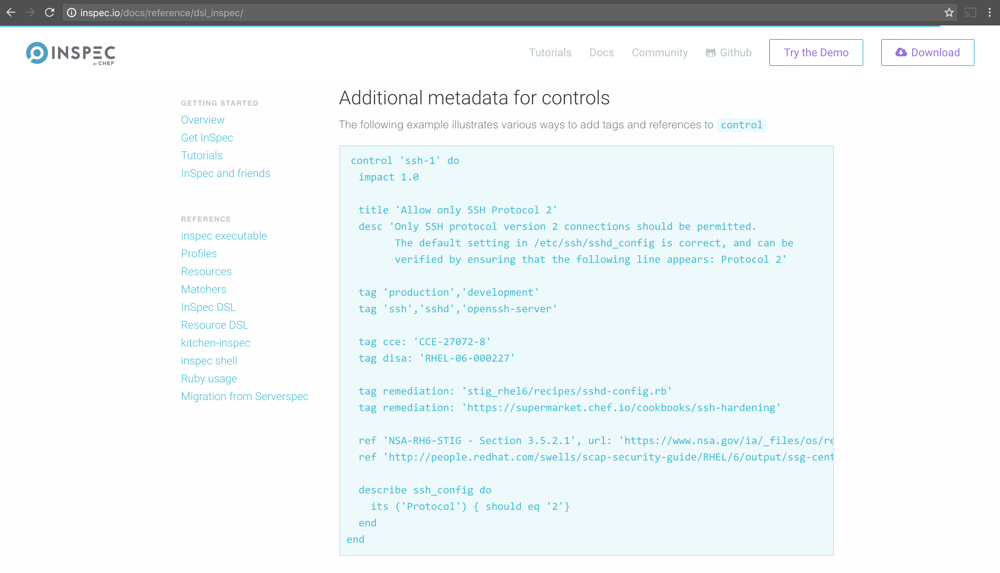 inspec.io/docs/reference/dsl_inspec/
INSPEC
BY CHEF
Tutorials
Docs
Community
Github
Try the Demo
Download
GETTING STARTED
Overview
Get InSpec
Tutorials
InSpec and friends
REFERENCE
inspec executable
Profiles
Resources
Matchers
InSpec DSL
Resource DSL
kitchen-inspec
inspec shell
Ruby usage
Migration from Serverspec
Additional metadata for controls
The following example illustrates various ways to add tags and references to control
control 'ssh-1' do
  impact 1.0

  title 'Allow only SSH Protocol 2'
  desc 'Only SSH protocol version 2 connections should be permitted.
        The default setting in /etc/ssh/sshd_config is correct, and can be
        verified by ensuring that the following line appears: Protocol 2'

  tag 'production','development'
  tag 'ssh','sshd','openssh-server'

  tag cce: 'CCE-27072-8'
  tag disa: 'RHEL-06-000227'

  tag remediation: 'stig_rhel6/recipes/sshd-config.rb'
  tag remediation: 'https://supermarket.chef.io/cookbooks/ssh-hardening'

  ref 'NSA-RH6-STIG - Section 3.5.2.1', url: 'https://www.nsa.gov/ia/_files/os/re
  ref 'http://people.redhat.com/swells/scap-security-guide/RHEL/6/output/ssg-cent

  describe ssh_config do
    its ('Protocol') { should eq '2'}
  end
end